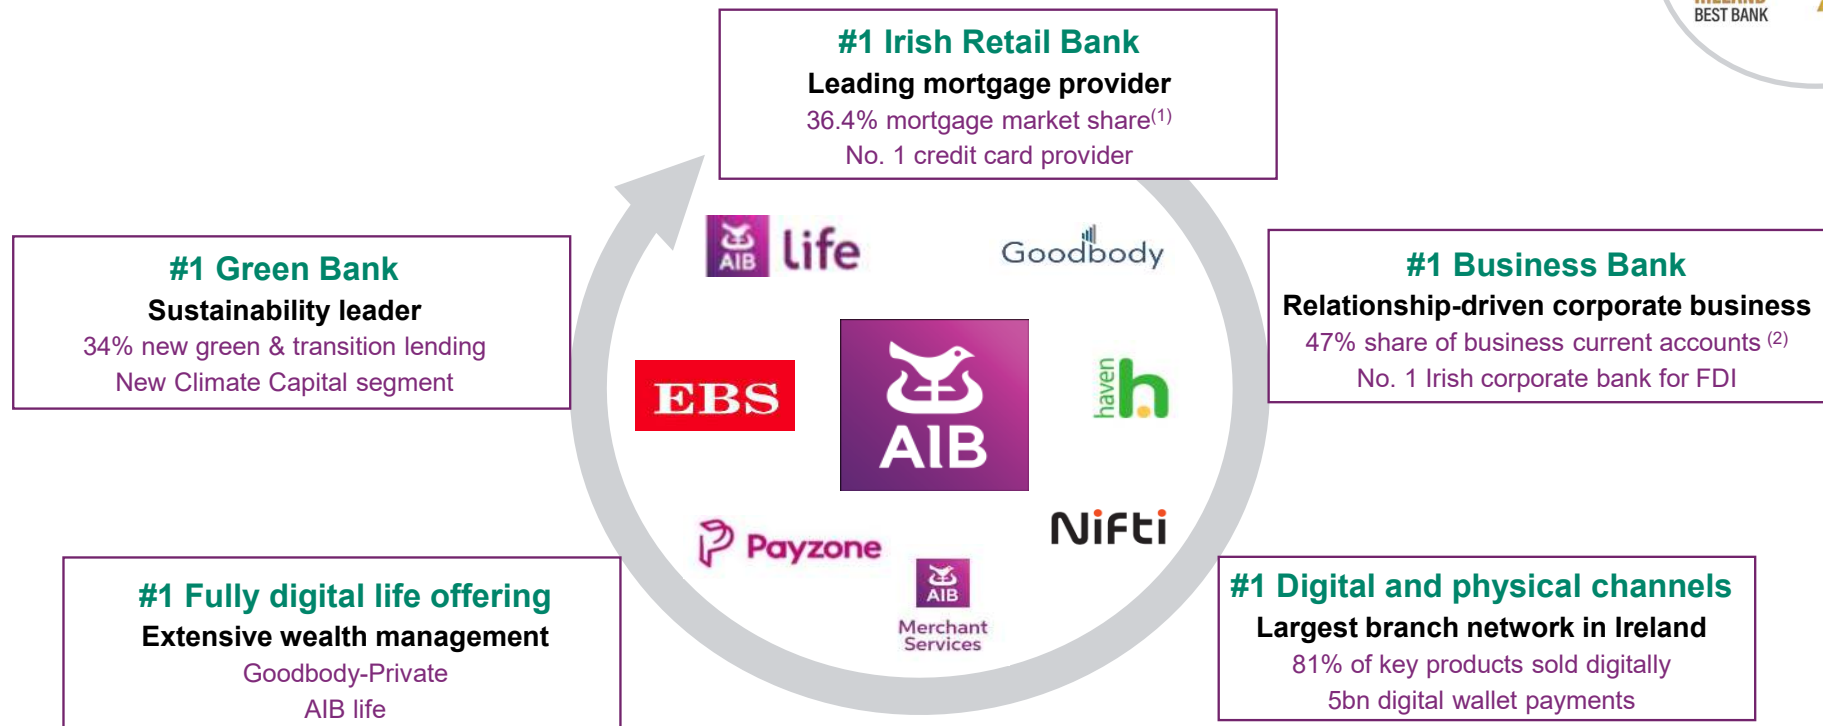 BEST BANK
#1 Irish Retail Bank
Leading mortgage provider
36.4% mortgage market share(1)
No. 1 credit card provider
AIB life
Goodbody
#1 Green Bank
Sustainability leader
34% new green & transition lending
New Climate Capital segment
#1 Business Bank
Relationship-driven corporate business
47% share of business current accounts (2)
No. 1 Irish corporate bank for FDI
EBS
AIB
haven h
Payzone
Nifti
AIB
Merchant
Services
#1 Fully digital life offering
Extensive wealth management
Goodbody-Private
AIB life
#1 Digital and physical channels
Largest branch network in Ireland
81% of key products sold digitally
5bn digital wallet payments